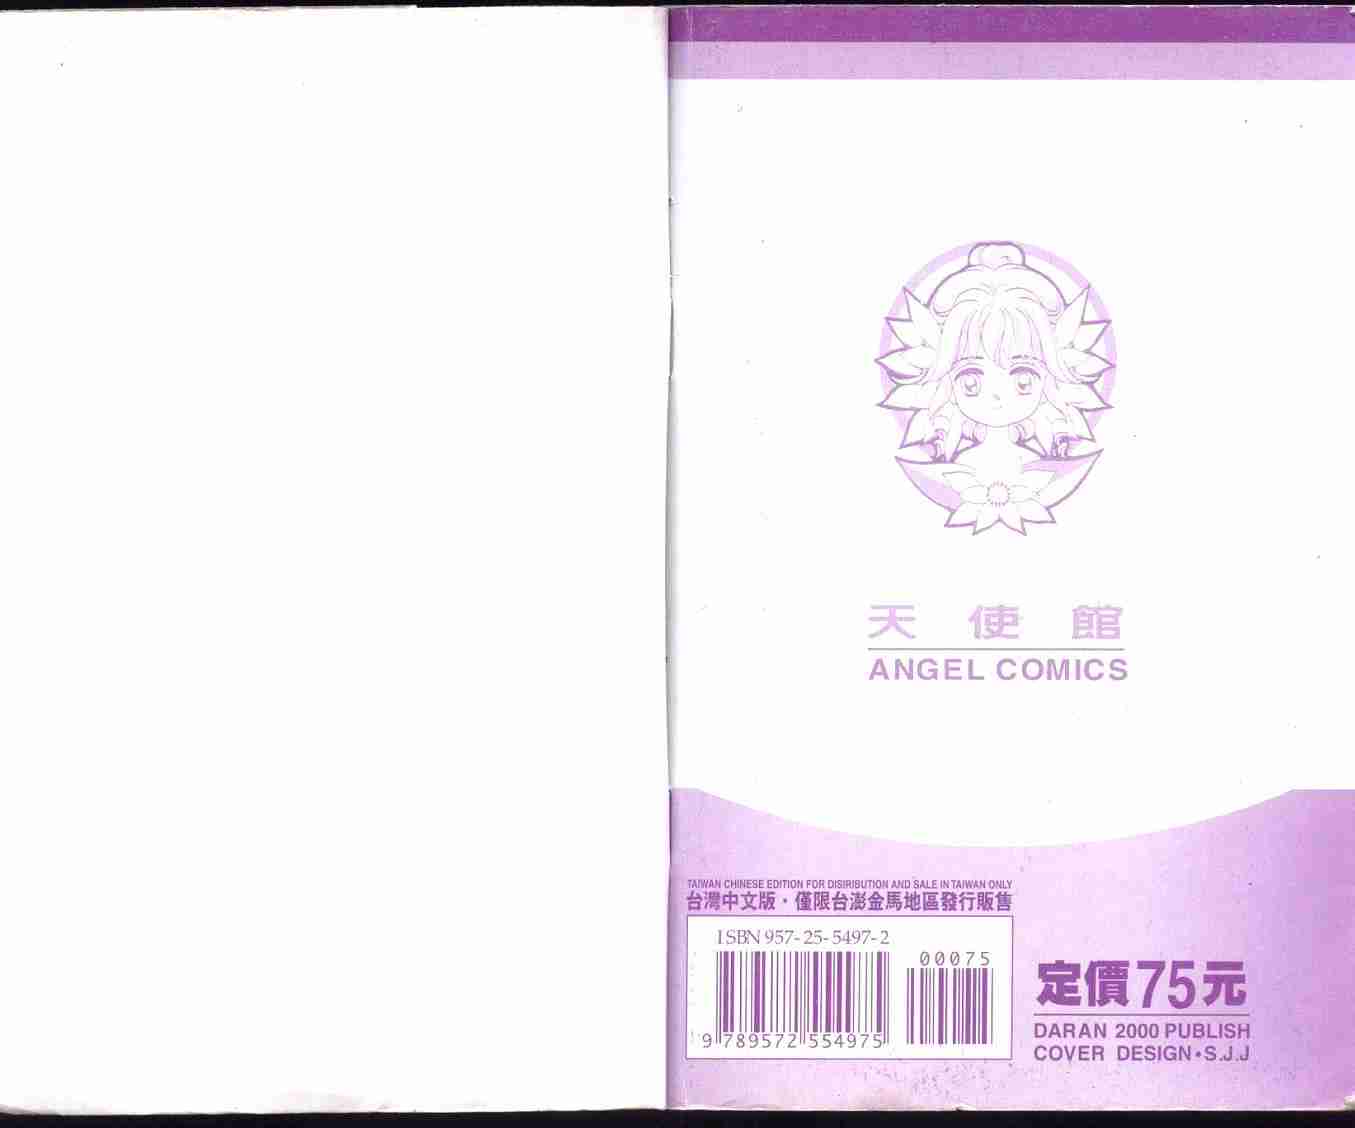 天使館
ANGEL COMICS
TAIWAN CHINESE EDITION FOR DISIRIBUTION AND SALE IN TAIWAN ONLY
台灣中文版・僅限台澎金馬地區發行販售
ISBN 957-25-5497-2
00075
9 789572 554975
定價75元
DARAN 2000 PUBLISH
COVER DESIGN・S.J.J